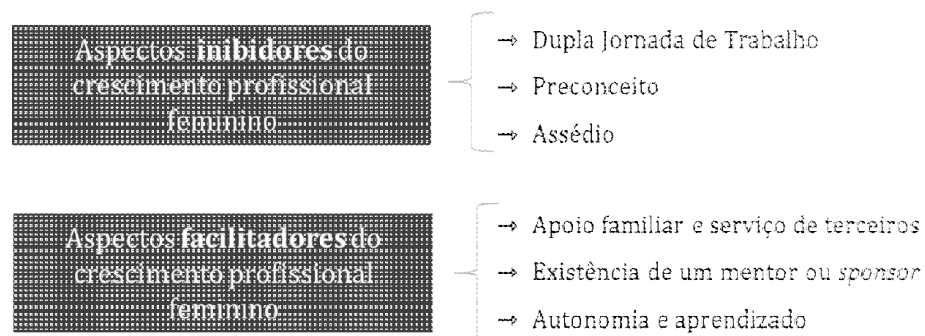 Aspectos inibidores do
crescimento profissional
feminino
→ Dupla Jornada de Trabalho
→ Preconceito
→ Assédio
Aspectos facilitadores do
crescimento profissional
feminino
→ Apoio familiar e serviço de terceiros
→ Existência de um mentor ou sponsor
→ Autonomia e aprendizado